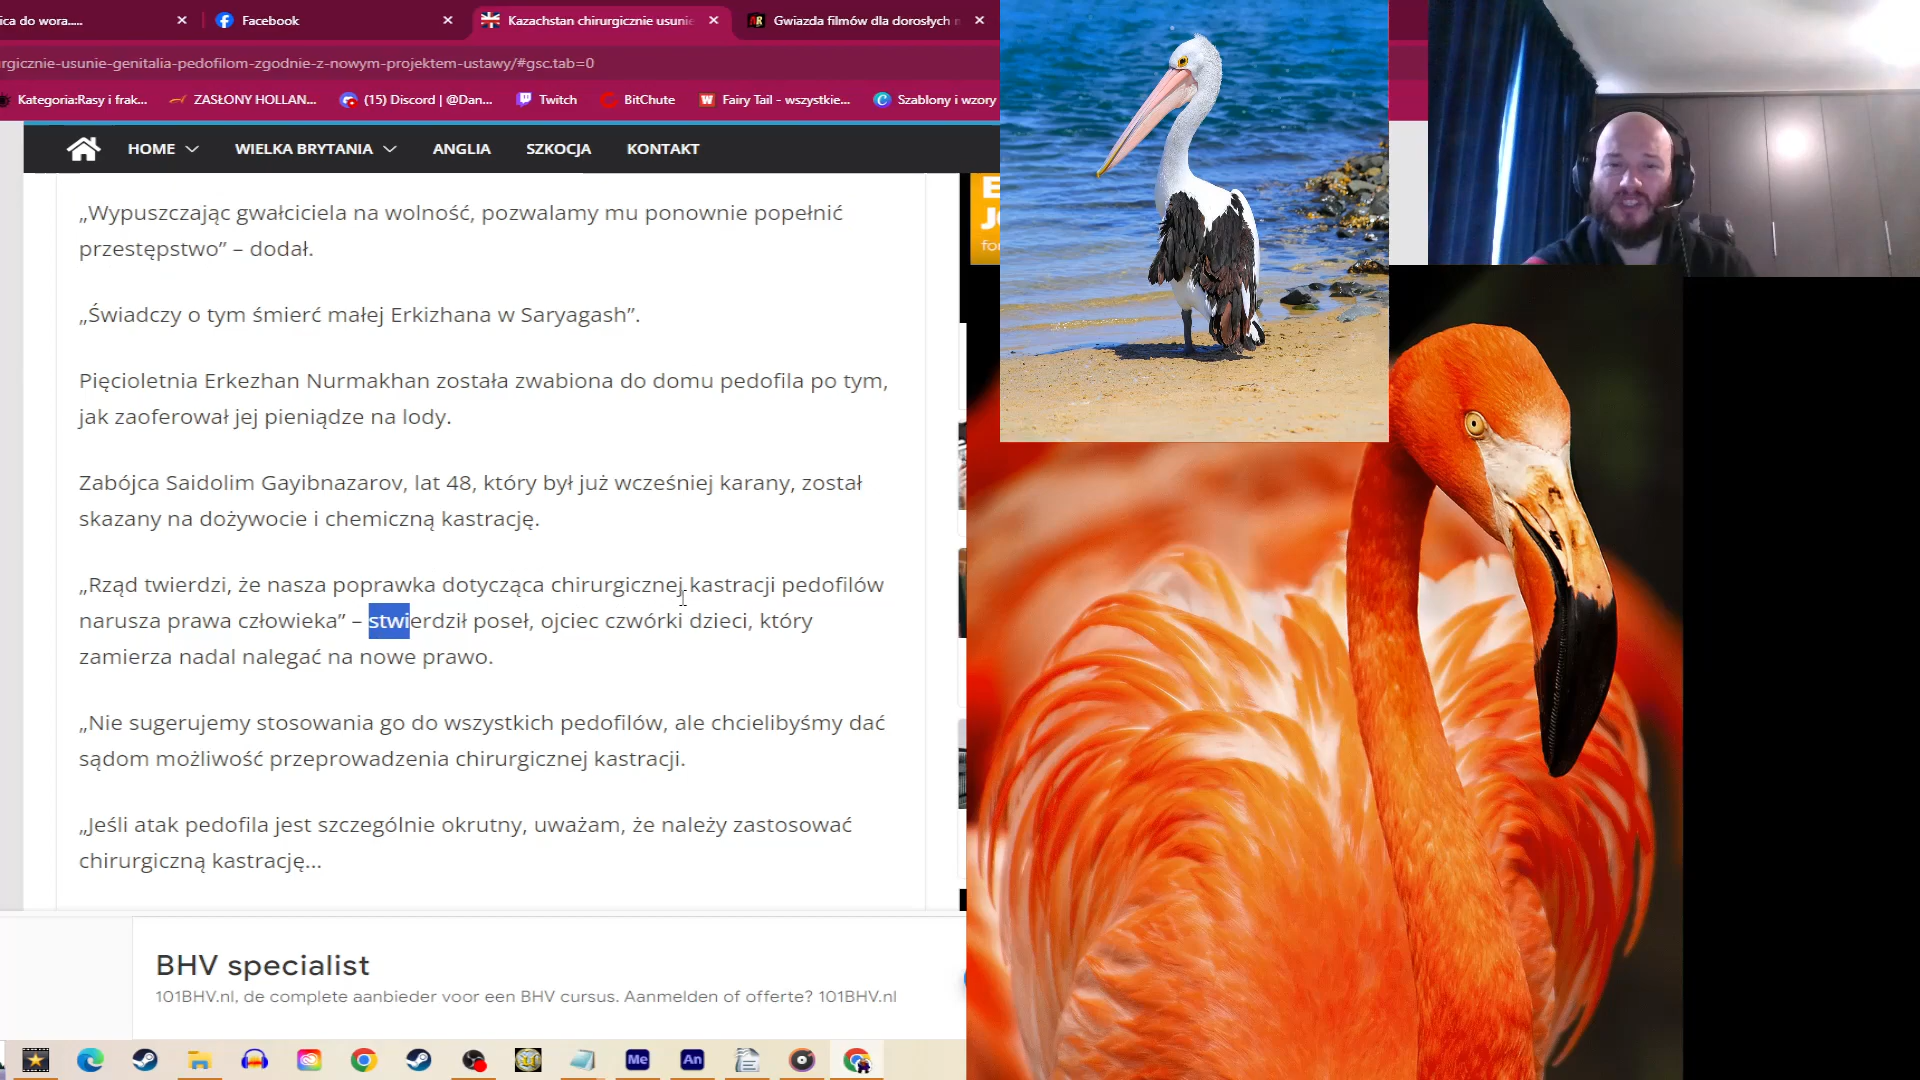 ica do wora.....
Facebook
Kazachstan chirurgicznie usunie
Gwiazda filmów dla dorosłych
rgicznie-usunie-genitalia-pedofilom-zgodnie-z-nowym-projektem-ustawy/#gsc.tab=0
Kategoria:Rasy i frak...
ZASŁONY HOLLAN...
(15) Discord | @Dan...
Twitch
BitChute
Fairy Tail - wszystkie...
Szablony i wzory
HOME
WIELKA BRYTANIA
ANGLIA
SZKOCJA
KONTAKT
„Wypuszczając gwałciciela na wolność, pozwalamy mu ponownie popełnić
przestępstwo” – dodał.
„Świadczy o tym śmierć małej Erkizhana w Saryagash”.
Pięcioletnia Erkezhan Nurmakhan została zwabiona do domu pedofila po tym,
jak zaoferował jej pieniądze na lody.
Zabójca Saidolim Gayibnazarov, lat 48, który był już wcześniej karany, został
skazany na dożywocie i chemiczną kastrację.
„Rząd twierdzi, że nasza poprawka dotycząca chirurgicznej kastracji pedofilów
narusza prawa człowieka” – stwierdził poseł, ojciec czwórki dzieci, który
zamierza nadal nalegać na nowe prawo.
„Nie sugerujemy stosowania go do wszystkich pedofilów, ale chcielibyśmy dać
sądom możliwość przeprowadzenia chirurgicznej kastracji.
„Jeśli atak pedofila jest szczególnie okrutny, uważam, że należy zastosować
chirurgiczną kastrację...
BHV specialist
101BHV.nl, de complete aanbieder voor een BHV cursus. Aanmelden of offerte? 101BHV.nl
Me
An